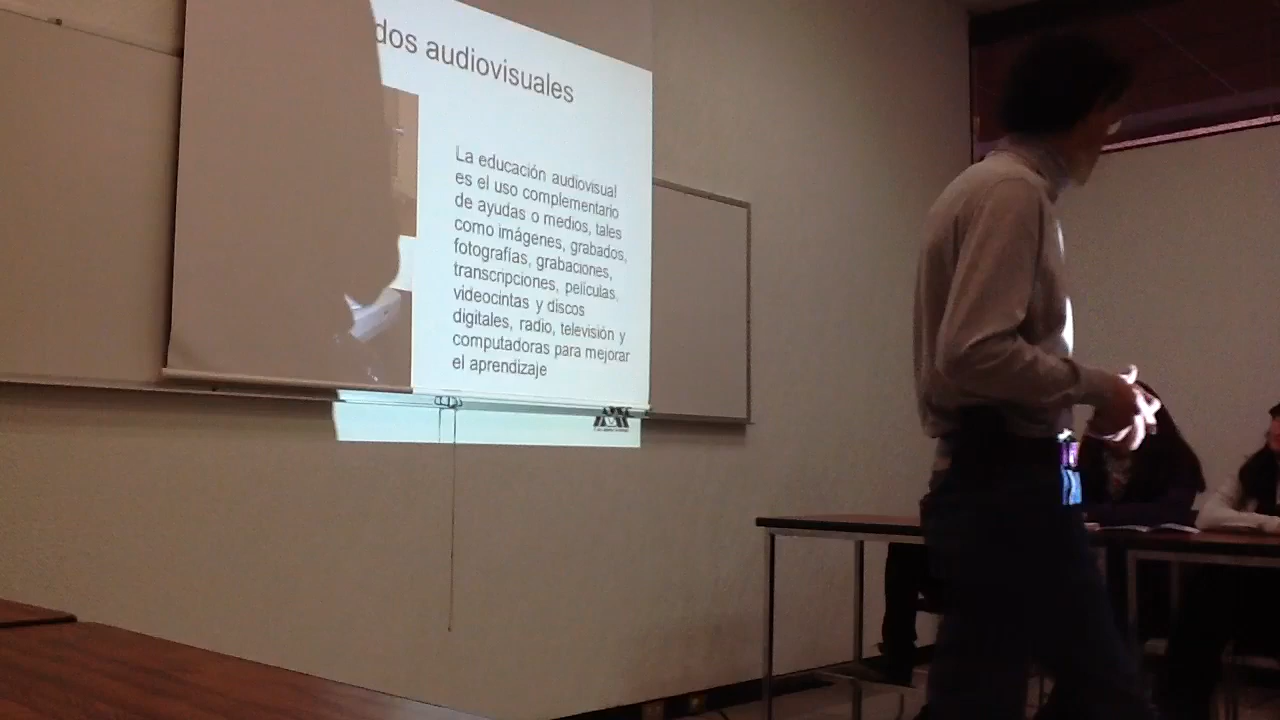 dos audiovisuales
La educación audiovisual
es el uso complementario
de ayudas o medios, tales
como imágenes, grabados,
fotografías, grabaciones,
transcripciones, películas,
videocintas y discos
digitales, radio, televisión y
computadoras para mejorar
el aprendizaje